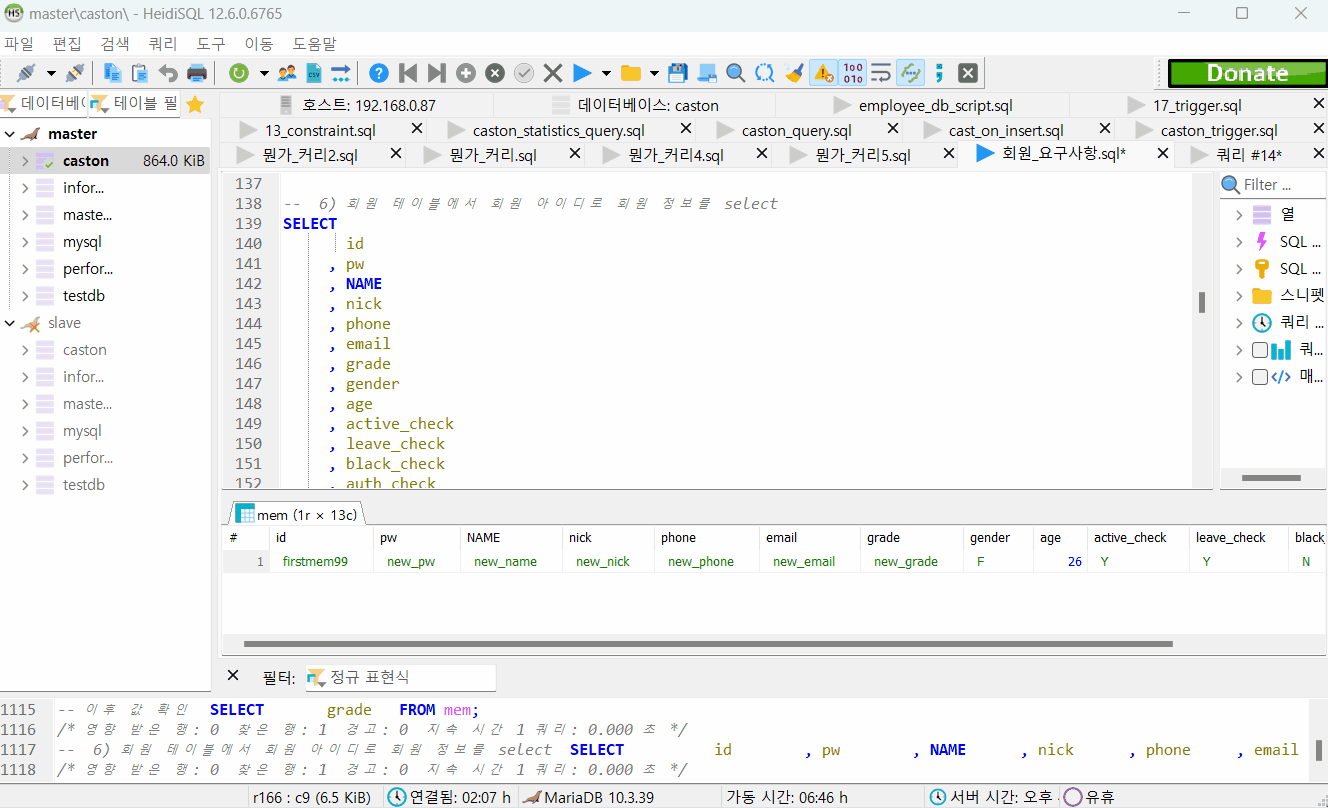 master\caston\ - HeidiSQL 12.6.0.6765
파일 편집 검색 쿼리 도구 이동 도움말
Donate
테이블 필
호스트: 192.168.0.87 데이터베이스: caston employee_db_script.sql 17_trigger.sql
13_constraint.sql caston_statistics_query.sql caston_query.sql cast_on_insert.sql caston_trigger.sql
뭔가_커리2.sql 뭔가_커리.sql 뭔가_커리4.sql 뭔가_커리5.sql 회원_요구사항.sql* 쿼리 #14*
master
caston 864.0 KiB
infor...
maste...
mysql
perfor...
testdb
slave
caston
infor...
maste...
mysql
perfor...
testdb
137
138 -- 6) 회원 테이블에서 회원 아이디로 회원 정보를 select
139 SELECT
140 id
141 , pw
142 , NAME
143 , nick
144 , phone
145 , email
146 , grade
147 , gender
148 , age
149 , active_check
150 , leave_check
151 , black_check
152 , auth_check
Filter ...
열
SQL ...
SQL ...
스니펫
쿼리 ...
쿼...
매...
mem (1r × 13c)
# id pw NAME nick phone email grade gender age active_check leave_check black_
1 firstmem99 new_pw new_name new_nick new_phone new_email new_grade F 26 Y Y N
필터: 정규 표현식
1115 -- 이후 값 확인 SELECT grade FROM mem;
1116 /* 영향 받은 행: 0 찾은 행: 1 경고: 0 지속 시간 1 쿼리: 0.000 초 */
1117 -- 6) 회원 테이블에서 회원 아이디로 회원 정보를 select SELECT id , pw , NAME , nick , phone , email
1118 /* 영향 받은 행: 0 찾은 행: 1 경고: 0 지속 시간 1 쿼리: 0.000 초 */
r166 : c9 (6.5 KiB) 연결됨: 02:07 h MariaDB 10.3.39 가동 시간: 06:46 h 서버 시간: 오후 유휴